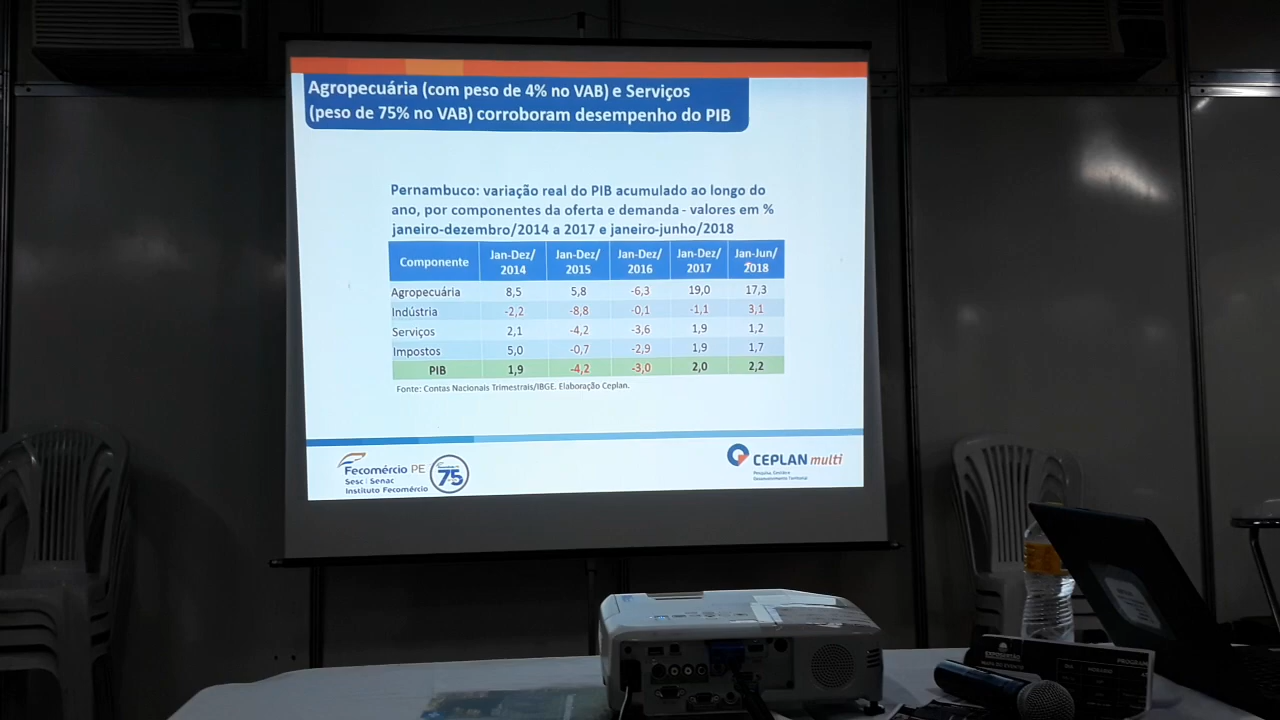 Agropecuária (com peso de 4% no VAB) e Serviços
(peso de 75% no VAB) corroboram desempenho do PIB
Pernambuco: variação real do PIB acumulado ao longo do
ano, por componentes da oferta e demanda - valores em %
janeiro-dezembro/2014 a 2017 e janeiro-junho/2018
Componente Jan-Dez/ 2014 Jan-Dez/ 2015 Jan-Dez/ 2016 Jan-Dez/ 2017 Jan-Jun/ 2018
Agropecuária 8,5 5,8 -6,3 19,0 17,3
Indústria -2,2 -8,8 -0,1 -1,1 3,1
Serviços 2,1 -4,2 -3,6 1,9 1,2
Impostos 5,0 -0,7 -2,9 1,9 1,7
PIB 1,9 -4,2 -3,0 2,0 2,2
Fonte: Contas Nacionais Trimestrais/IBGE. Elaboração Ceplan.
Fecomércio PE
Sesc | Senac
Instituto Fecomércio
75
CEPLAN multi
Pesquisa, Gestão e
Desenvolvimento Territorial
PROGRAM